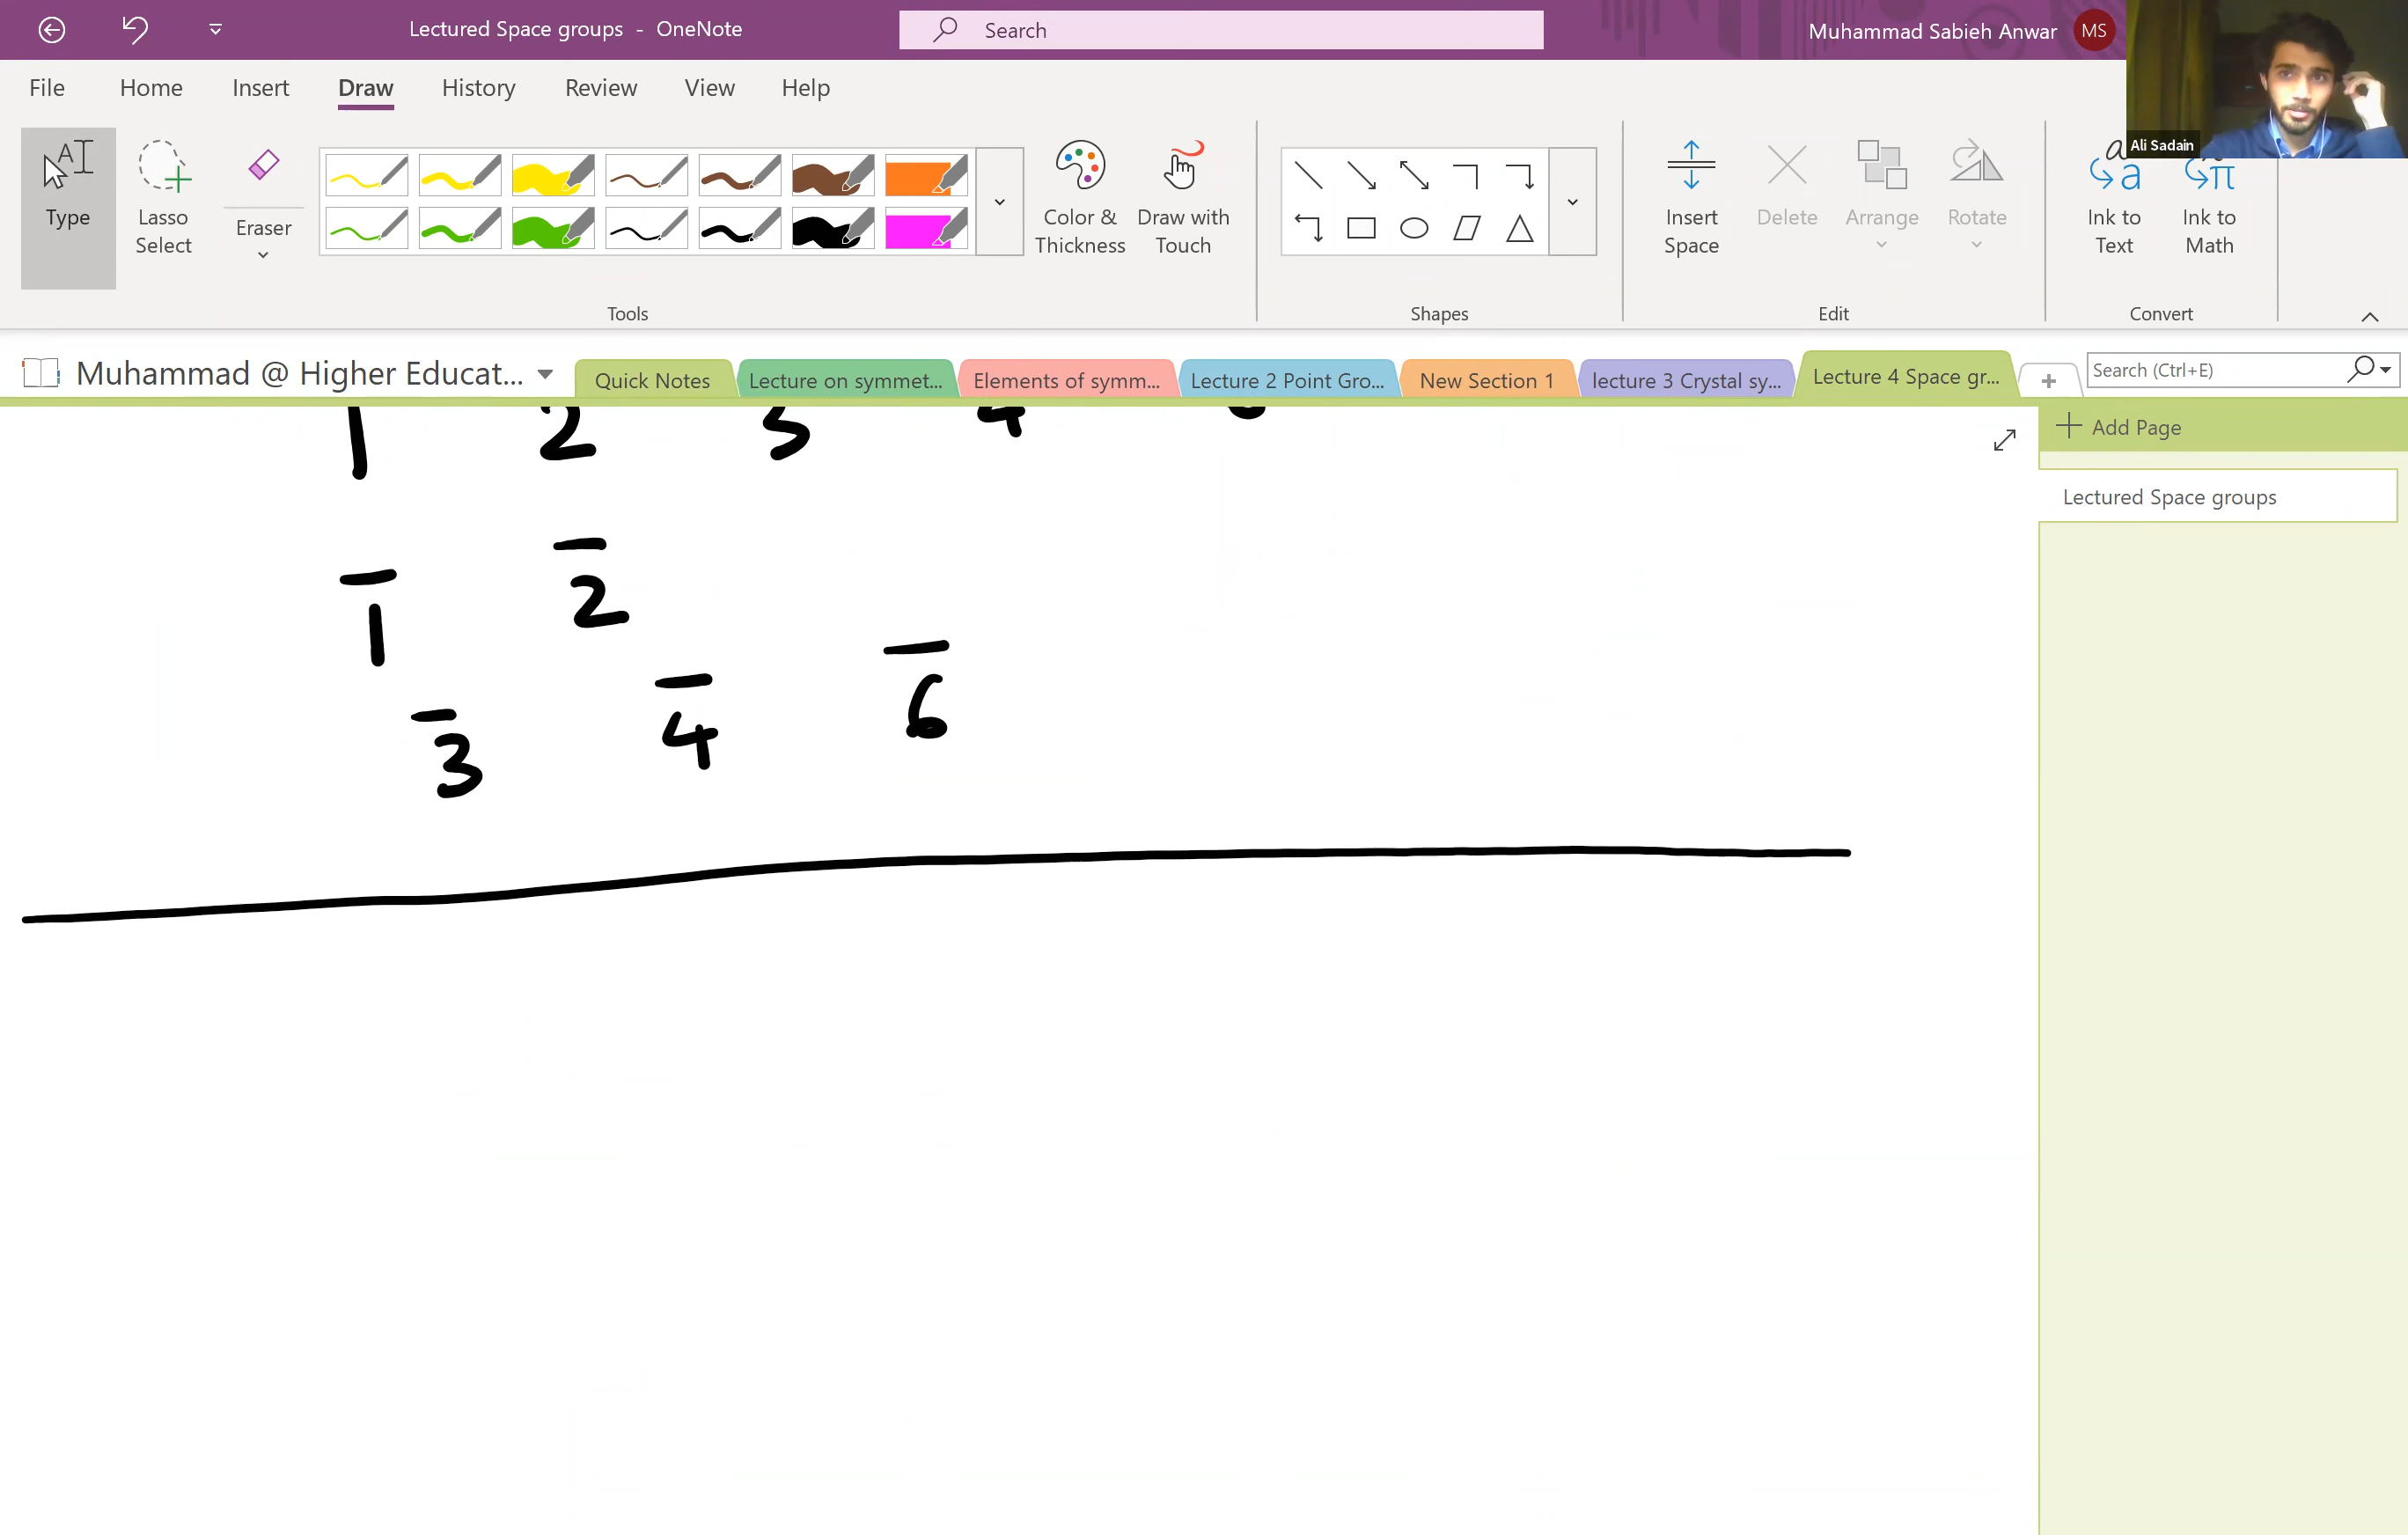 Lectured Space groups - OneNote
Search
Muhammad Sabieh Anwar
MS
File Home Insert Draw History Review View Help
Ali Sadain
Type
Lasso Select
Eraser
Color & Thickness
Draw with Touch
Insert Space
Delete
Arrange
Rotate
Ink to Text
Ink to Math
Tools
Shapes
Edit
Convert
Muhammad @ Higher Educat...
Quick Notes
Lecture on symmet...
Elements of symm...
Lecture 2 Point Gro...
New Section 1
lecture 3 Crystal sy...
Lecture 4 Space gr...
Search (Ctrl+E)
Add Page
Lectured Space groups
1 2 3 4
1̅ 2̅
3̅ 4̅ 6̅